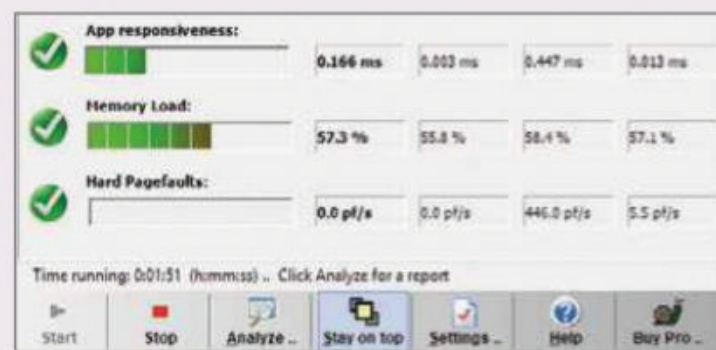 App responsiveness:
0.166 ms 0.003 ms 0.447 ms 0.013 ms
Memory Load:
57.3 % 55.8 % 58.4 % 57.1 %
Hard Pagefaults:
0.0 pf/s 0.0 pf/s 446.0 pf/s 5.5 pf/s
Time running: 0:01:51 (h:mm:ss) .. Click Analyze for a report
Start Stop Analyze .. Stay on top Settings .. Help Buy Pro ..